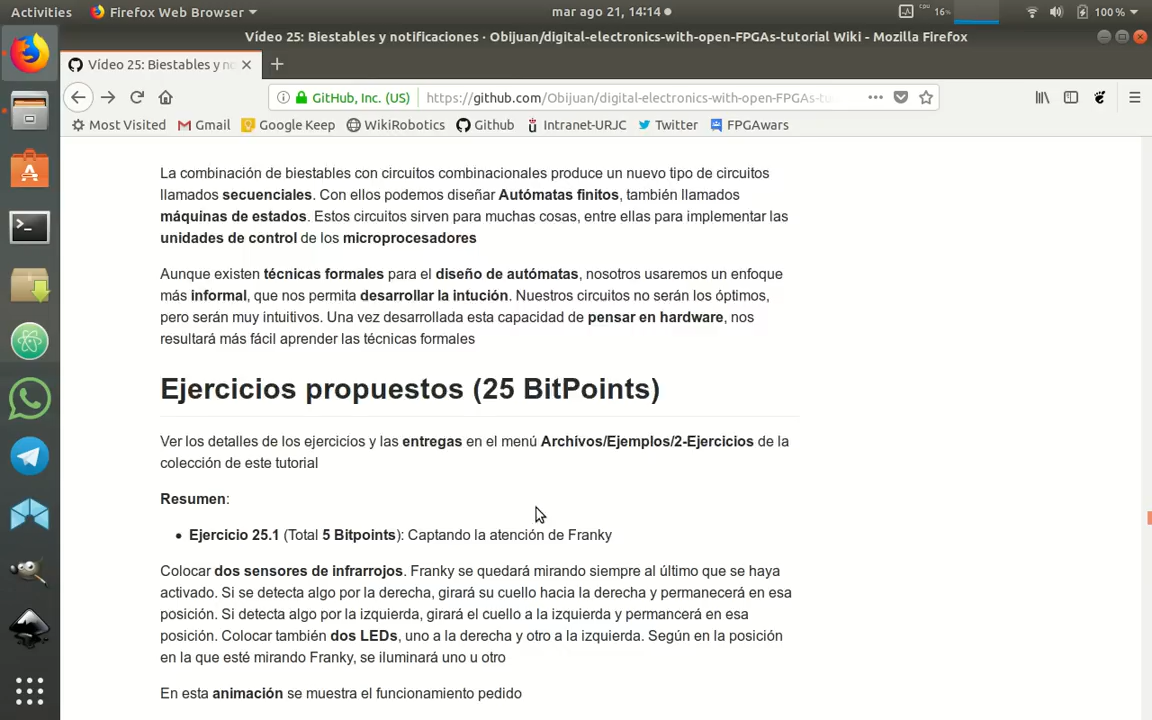 Activities
Firefox Web Browser
mar ago 21, 14:14
cpu
16%
100 %
Vídeo 25: Biestables y notificaciones · Obijuan/digital-electronics-with-open-FPGAs-tutorial Wiki - Mozilla Firefox
Vídeo 25: Biestables y no
GitHub, Inc. (US)
https://github.com/Obijuan/digital-electronics-with-open-FPGAs-tu
Most Visited
Gmail
Google Keep
WikiRobotics
Github
Intranet-URJC
Twitter
FPGAwars
La combinación de biestables con circuitos combinacionales produce un nuevo tipo de circuitos
llamados secuenciales. Con ellos podemos diseñar Autómatas finitos, también llamados
máquinas de estados. Estos circuitos sirven para muchas cosas, entre ellas para implementar las
unidades de control de los microprocesadores
Aunque existen técnicas formales para el diseño de autómatas, nosotros usaremos un enfoque
más informal, que nos permita desarrollar la intución. Nuestros circuitos no serán los óptimos,
pero serán muy intuitivos. Una vez desarrollada esta capacidad de pensar en hardware, nos
resultará más fácil aprender las técnicas formales
Ejercicios propuestos (25 BitPoints)
Ver los detalles de los ejercicios y las entregas en el menú Archivos/Ejemplos/2-Ejercicios de la
colección de este tutorial
Resumen:
• Ejercicio 25.1 (Total 5 Bitpoints): Captando la atención de Franky
Colocar dos sensores de infrarrojos. Franky se quedará mirando siempre al último que se haya
activado. Si se detecta algo por la derecha, girará su cuello hacia la derecha y permanecerá en esa
posición. Si detecta algo por la izquierda, girará el cuello a la izquierda y permancerá en esa
posición. Colocar también dos LEDs, uno a la derecha y otro a la izquierda. Según en la posición
en la que esté mirando Franky, se iluminará uno u otro
En esta animación se muestra el funcionamiento pedido